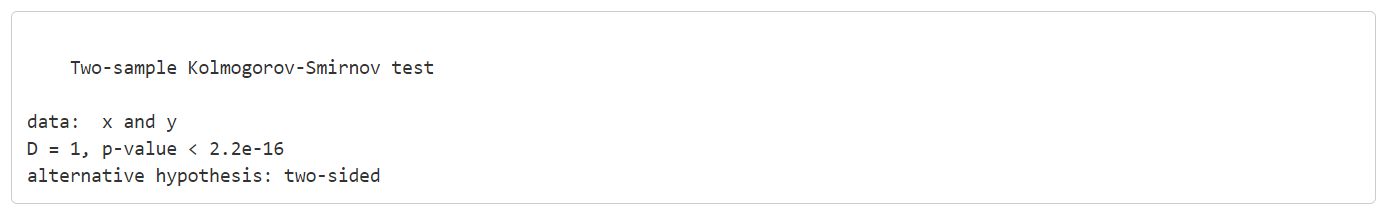 Two-sample Kolmogorov-Smirnov test
data:  x and y
D = 1, p-value < 2.2e-16
alternative hypothesis: two-sided